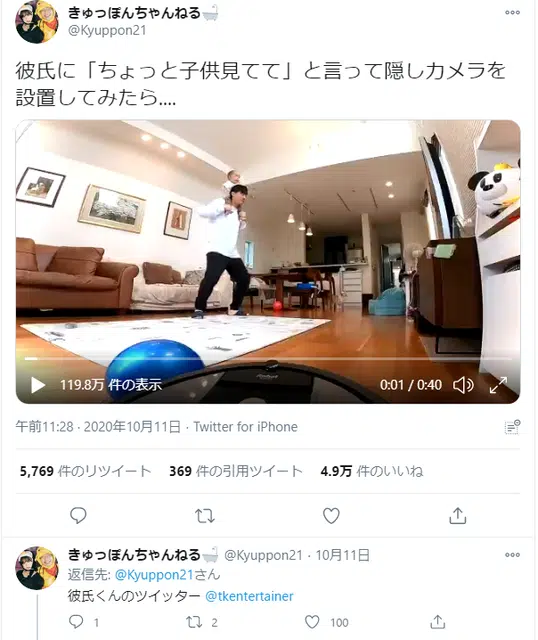 きゅっぽんちゃんねる🛁
@Kyuppon21
彼氏に「ちょっと子供見てて」と言って隠しカメラを
設置してみたら....
119.8万 件の表示
0:01 / 0:40
午前11:28 · 2020年10月11日 · Twitter for iPhone
5,769 件のリツイート 369 件の引用ツイート 4.9万 件のいいね
きゅっぽんちゃんねる🛁 @Kyuppon21 · 10月11日
返信先: @Kyuppon21さん
彼氏くんのツイッター @tkentertainer
1 2 100